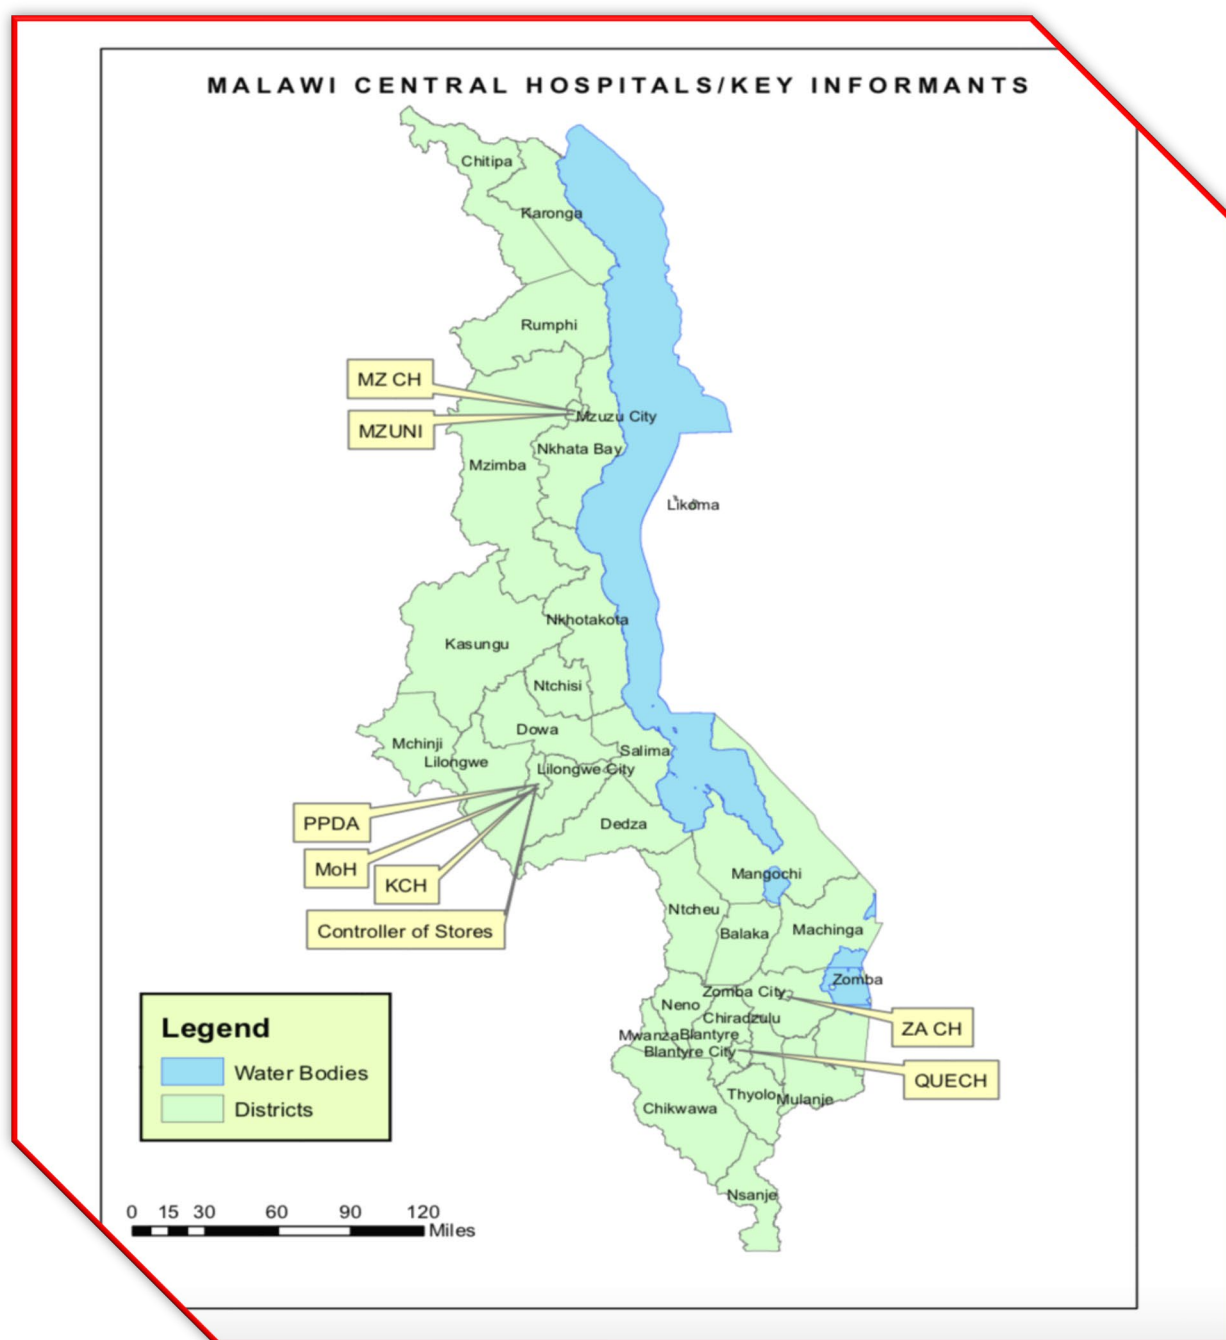 MALAWI CENTRAL HOSPITALS/KEY INFORMANTS
Chitipa
Karonga
Rumphi
MZ CH
Mzuzu City
MZUNI
Nkhata Bay
Mzimba
Likoma
Nkhotakota
Kasungu
Ntchisi
Dowa
Mchinji
Salima
Lilongwe
Lilongwe City
PPDA
Dedza
MoH
Mangochi
KCH
Ntcheu
Controller of Stores
Balaka
Machinga
Zomba
Zomba City
Neno
Chiradzulu
ZA CH
Mwanza
Blantyre
Blantyre City
QUECH
Thyolo
Mulanje
Chikwawa
Nsanje
Legend
Water Bodies
Districts
0 15 30 60 90 120
Miles